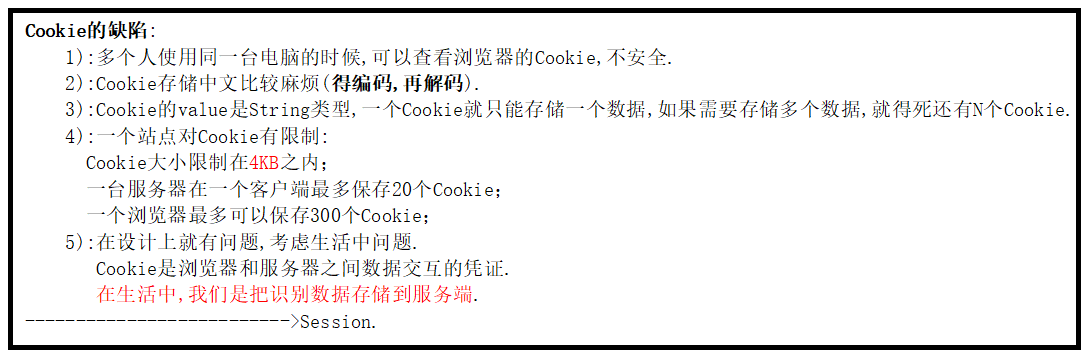 Cookie的缺陷:
1):多个人使用同一台电脑的时候,可以查看浏览器的Cookie,不安全.
2):Cookie存储中文比较麻烦(得编码,再解码).
3):Cookie的value是String类型,一个Cookie就只能存储一个数据,如果需要存储多个数据,就得死还有N个Cookie.
4):一个站点对Cookie有限制:
Cookie大小限制在4KB之内;
一台服务器在一个客户端最多保存20个Cookie;
一个浏览器最多可以保存300个Cookie;
5):在设计上就有问题,考虑生活中问题.
Cookie是浏览器和服务器之间数据交互的凭证.
在生活中,我们是把识别数据存储到服务端.
-------------------------->Session.